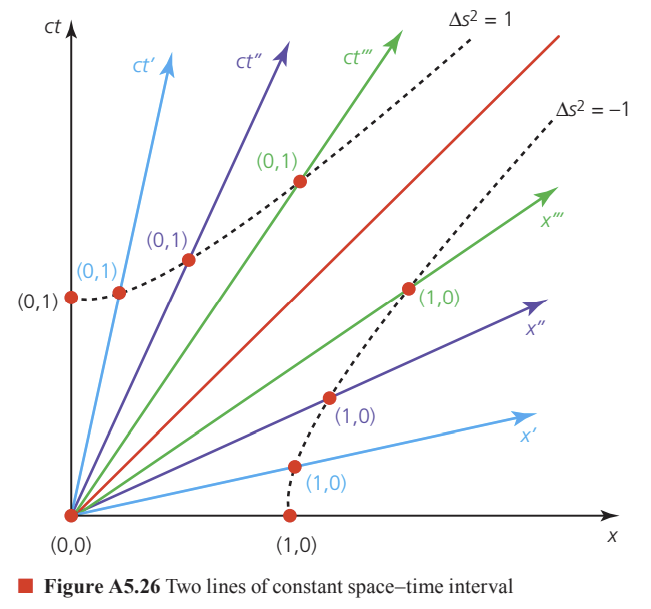 Δs² = 1
ct
ct′
ct″
ct‴
Δs² = –1
(0,1)
x‴
(0,1)
(0,1)
(0,1)
(1,0)
x″
(1,0)
x′
(1,0)
x
(0,0)
(1,0)
Figure A5.26 Two lines of constant space–time interval